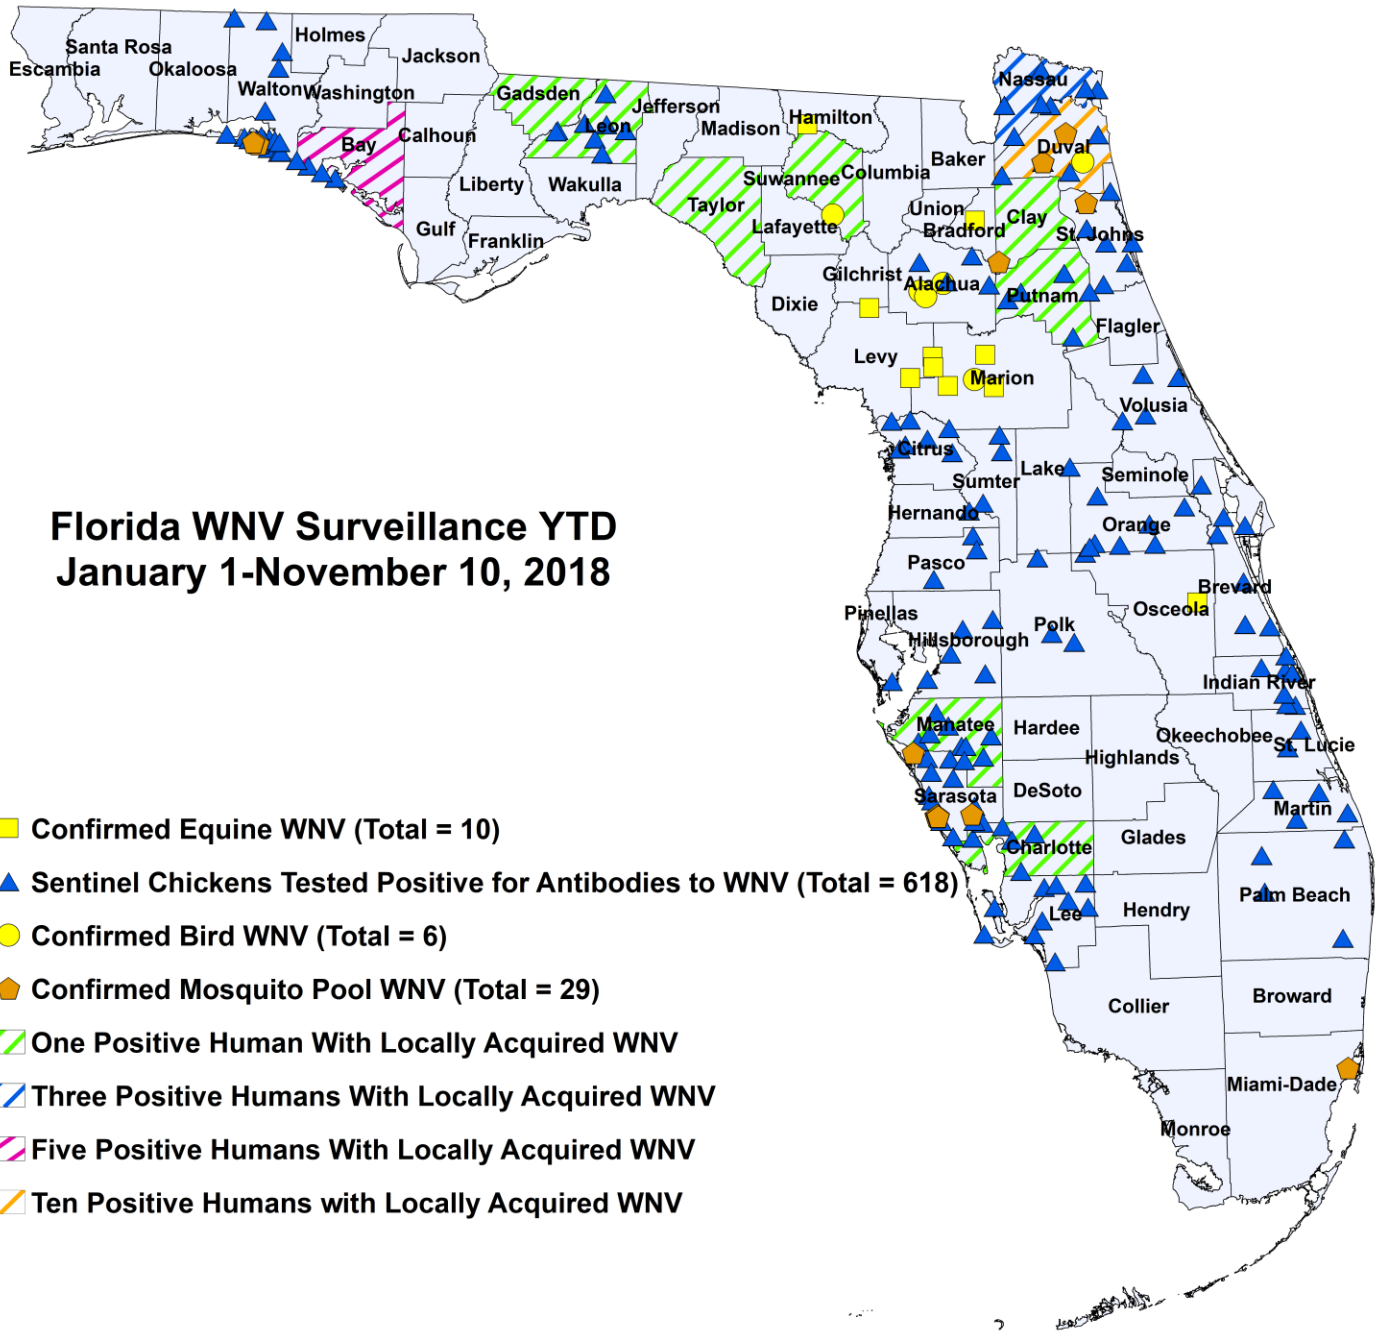 Holmes
Santa Rosa
Jackson
Escambia
Okaloosa
Walton
Washington
Gadsden
Jefferson
Hamilton
Nassau
Leon
Madison
Calhoun
Bay
Duval
Baker
Suwannee
Columbia
Liberty
Wakulla
Taylor
Union
Clay
Lafayette
Bradford
Gulf
Franklin
St. Johns
Gilchrist
Alachua
Putnam
Dixie
Flagler
Levy
Marion
Volusia
Citrus
Lake
Seminole
Sumter
Hernando
Orange
Florida WNV Surveillance YTD
January 1-November 10, 2018
Pasco
Brevard
Osceola
Pinellas
Polk
Hillsborough
Indian River
Manatee
Hardee
Okeechobee
St. Lucie
Highlands
DeSoto
Sarasota
Martin
Glades
Charlotte
Palm Beach
Hendry
Lee
Broward
Collier
Miami-Dade
Monroe
Confirmed Equine WNV (Total = 10)
Sentinel Chickens Tested Positive for Antibodies to WNV (Total = 618)
Confirmed Bird WNV (Total = 6)
Confirmed Mosquito Pool WNV (Total = 29)
One Positive Human With Locally Acquired WNV
Three Positive Humans With Locally Acquired WNV
Five Positive Humans With Locally Acquired WNV
Ten Positive Humans with Locally Acquired WNV